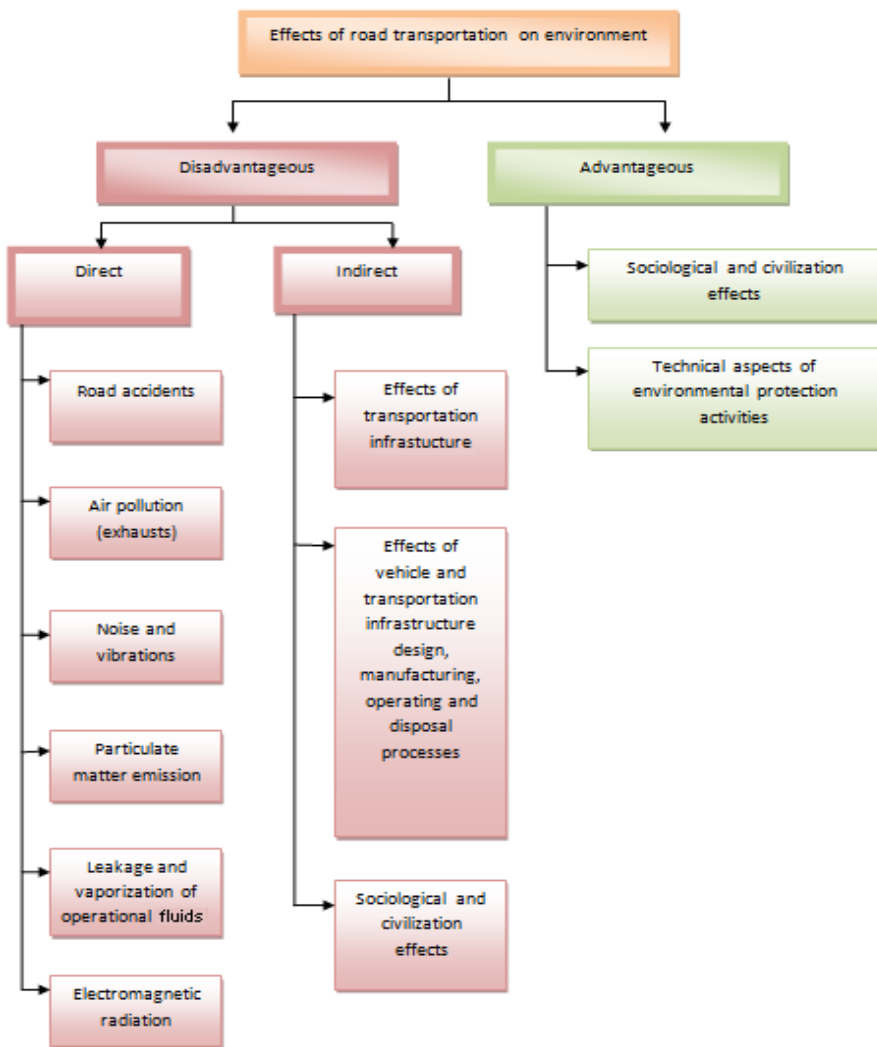 Effects of road transportation on environment
Disadvantageous
Advantageous
Direct
Indirect
Sociological and civilization
effects
Technical aspects of
environmental protection
activities
Road accidents
Air pollution
(exhausts)
Noise and
vibrations
Particulate
matter emission
Leakage and
vaporization of
operational fluids
Electromagnetic
radiation
Effects of
transportation
infrastucture
Effects of
vehicle and
transportation
infrastructure
design,
manufacturing,
operating and
disposal
processes
Sociological and
civilization
effects